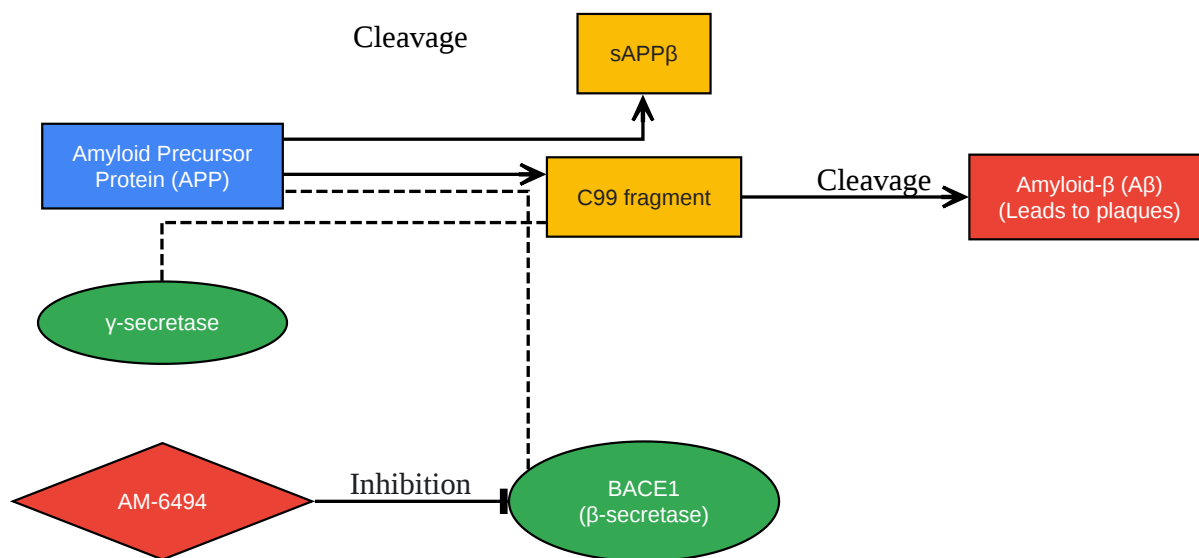 Cleavage
sAPPβ
Amyloid Precursor
Protein (APP)
C99 fragment
Cleavage
Amyloid-β (Aβ)
(Leads to plaques)
γ-secretase
AM-6494
Inhibition
BACE1
(β-secretase)